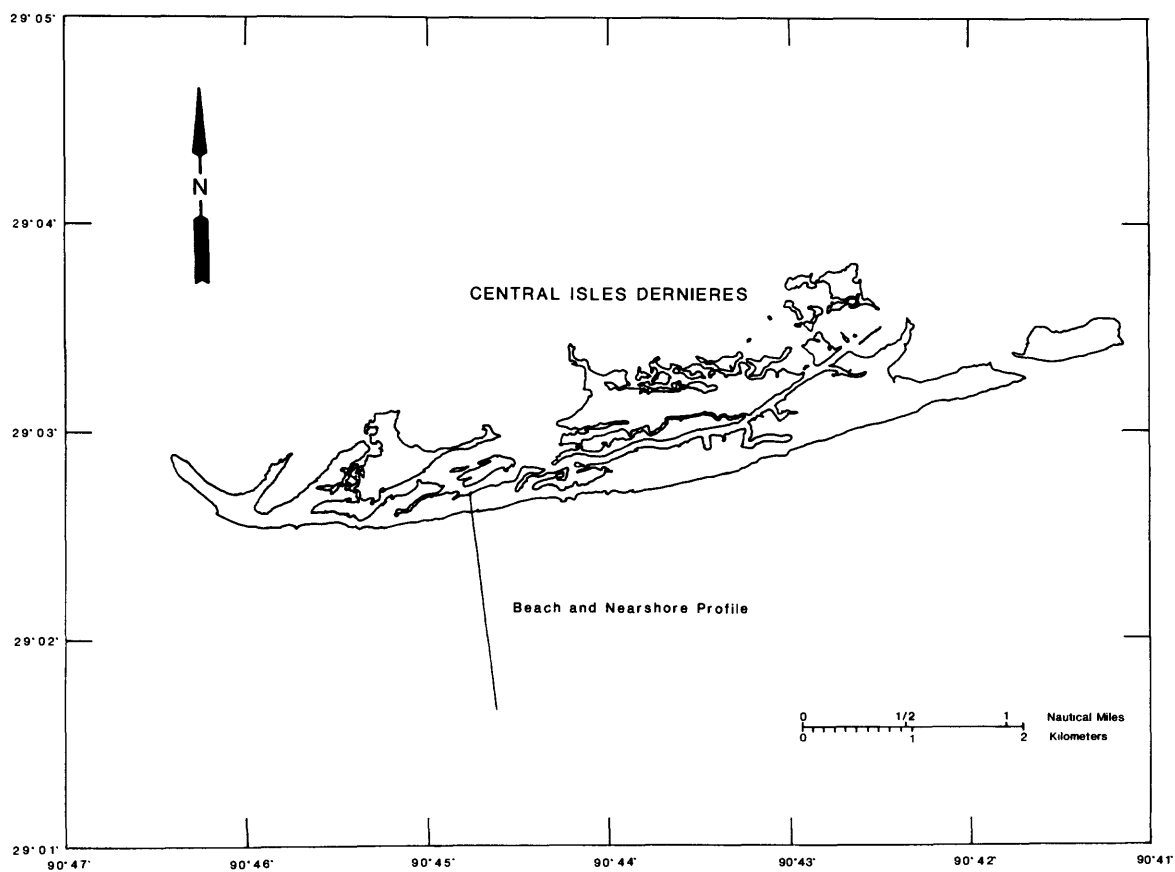 29° 05'
N
29° 04'
CENTRAL ISLES DERNIERES
29° 03'
Beach and Nearshore Profile
29° 02'
0 1/2 1 Nautical Miles
0 1 2 Kilometers
29° 01'
90° 47' 90° 46' 90° 45' 90° 44' 90° 43' 90° 42' 90° 41'